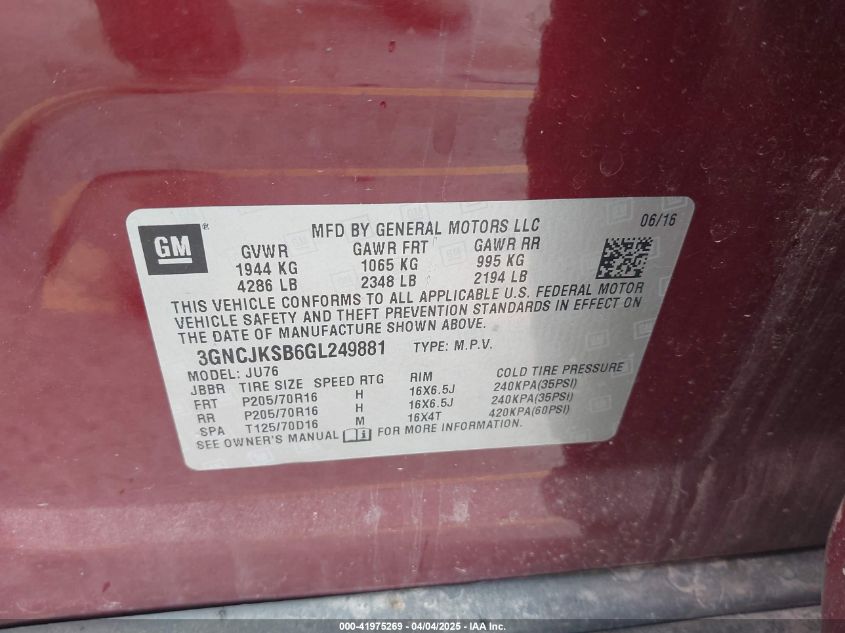 GM ®
MFD BY GENERAL MOTORS LLC 06/16
GVWR GAWR FRT GAWR RR
1944 KG 1065 KG 995 KG
4286 LB 2348 LB 2194 LB
THIS VEHICLE CONFORMS TO ALL APPLICABLE U.S. FEDERAL MOTOR
VEHICLE SAFETY AND THEFT PREVENTION STANDARDS IN EFFECT ON
THE DATE OF MANUFACTURE SHOWN ABOVE.
3GNCJKSB6GL249881 TYPE: M.P.V.
MODEL: JU76
JBBR TIRE SIZE SPEED RTG RIM COLD TIRE PRESSURE
FRT P205/70R16 H 16X6.5J 240KPA(35PSI)
RR P205/70R16 H 16X6.5J 240KPA(35PSI)
SPA T125/70D16 M 16X4T 420KPA(60PSI)
SEE OWNER'S MANUAL FOR MORE INFORMATION.
000-41975269 - 04/04/2025 - IAA, Inc.